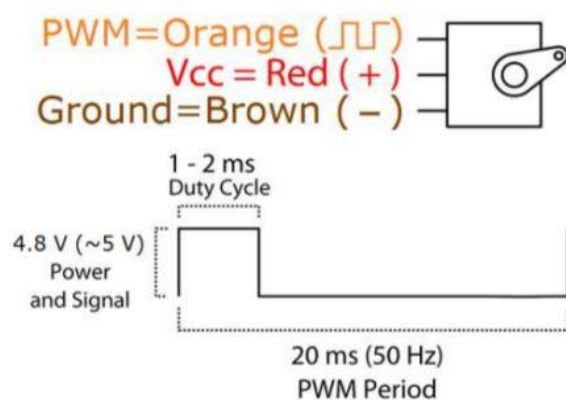 PWM=Orange (⎍⎍)
Vcc = Red ( + )
Ground=Brown ( − )
1 - 2 ms
Duty Cycle
4.8 V (~5 V)
Power
and Signal
20 ms (50 Hz)
PWM Period